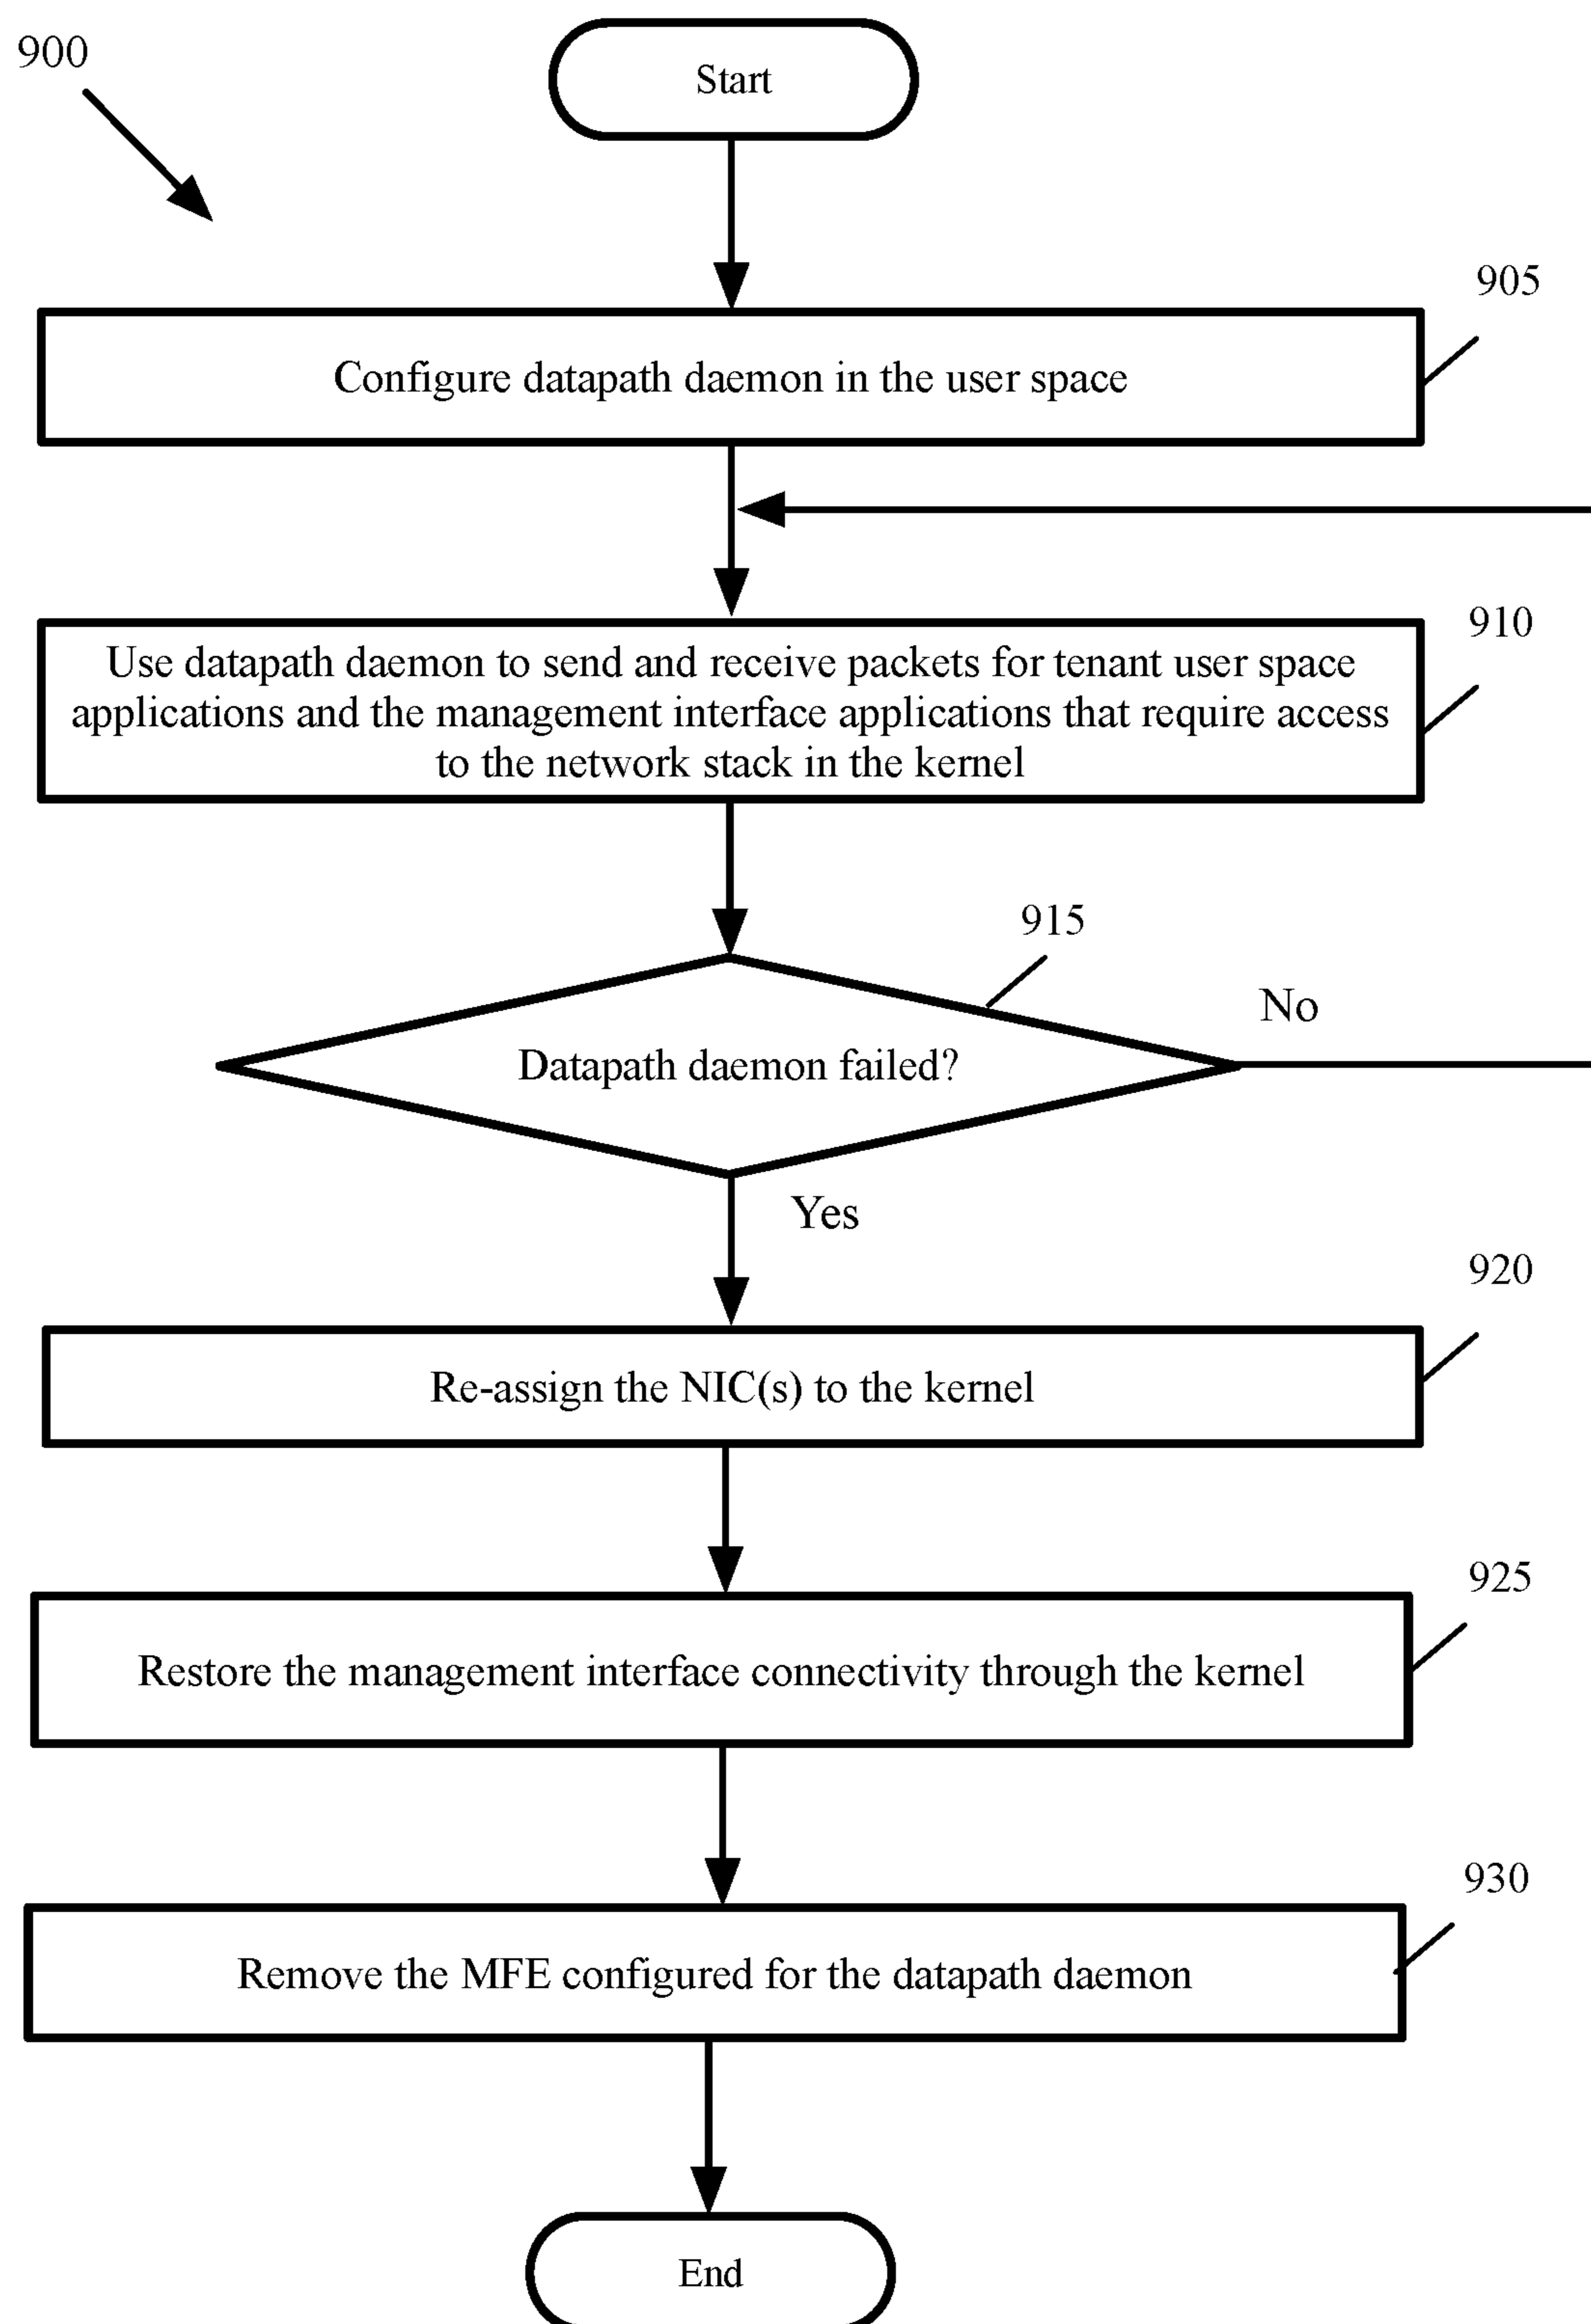 900
Start
905
Configure datapath daemon in the user space
910
Use datapath daemon to send and receive packets for tenant user space
applications and the management interface applications that require access
to the network stack in the kernel
915
No
Datapath daemon failed?
Yes
920
Re-assign the NIC(s) to the kernel
925
Restore the management interface connectivity through the kernel
930
Remove the MFE configured for the datapath daemon
End